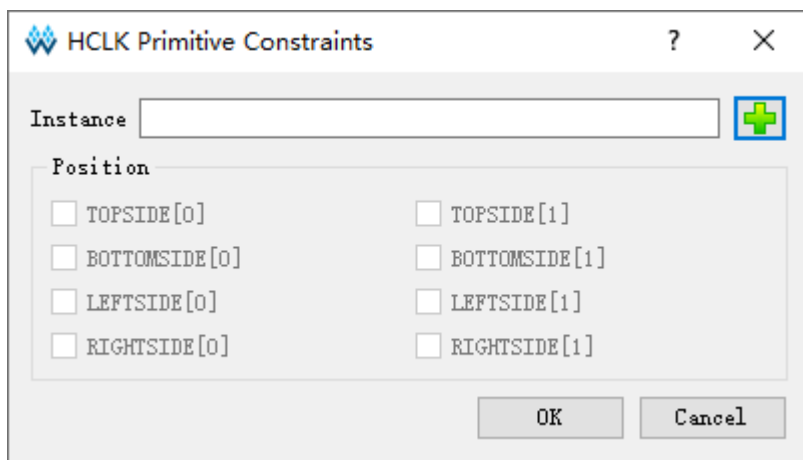 HCLK Primitive Constraints ?
Instance
Position
TOPSIDE[0] TOPSIDE[1]
BOTTOMSIDE[0] BOTTOMSIDE[1]
LEFTSIDE[0] LEFTSIDE[1]
RIGHTSIDE[0] RIGHTSIDE[1]
OK Cancel